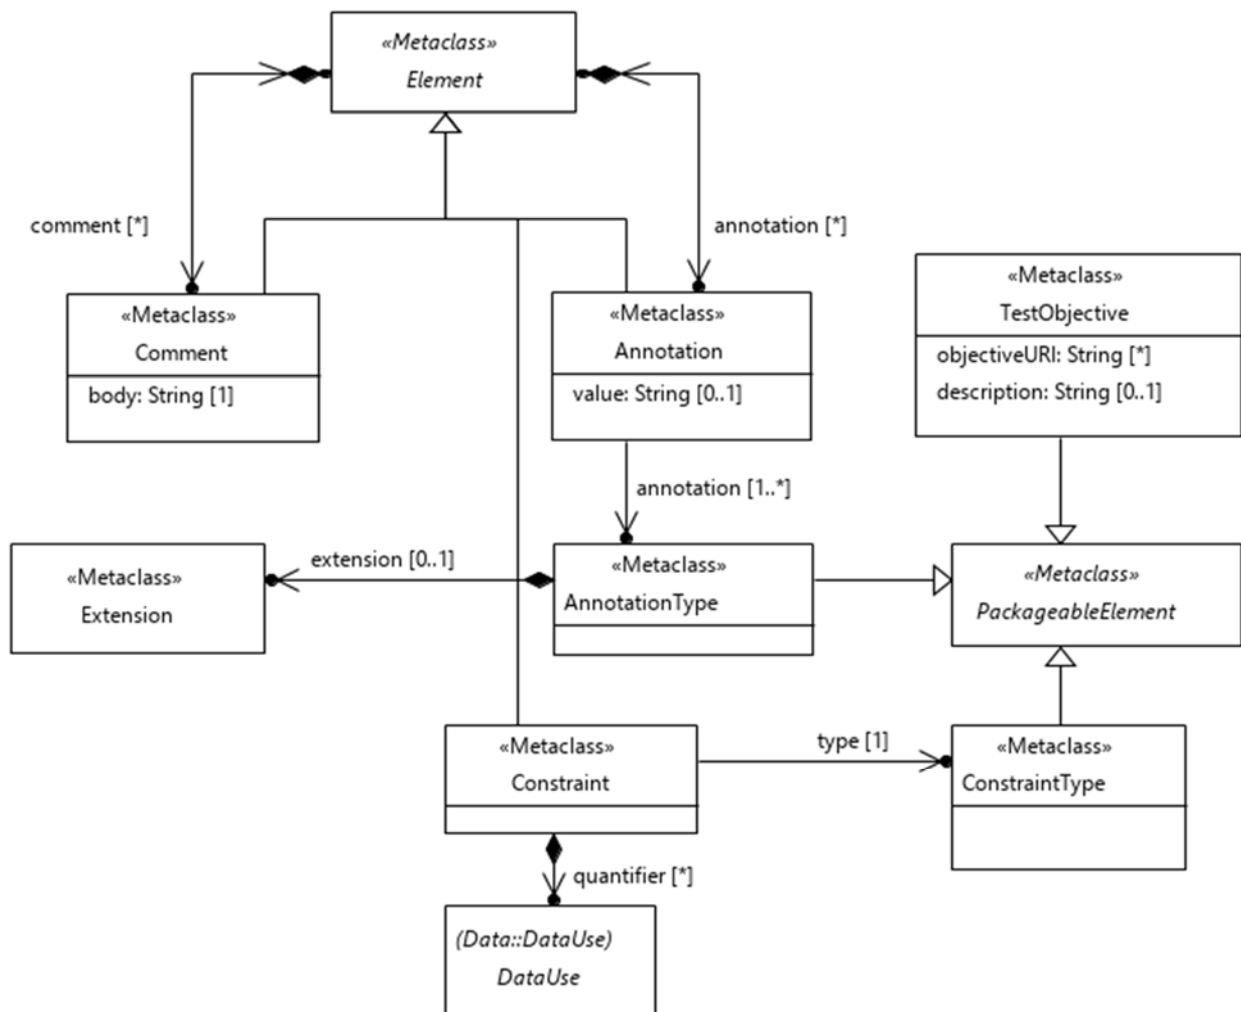 «Metaclass»
Element
comment [*]
annotation [*]
«Metaclass»
Comment
body: String [1]
«Metaclass»
Annotation
value: String [0..1]
«Metaclass»
TestObjective
objectiveURI: String [*]
description: String [0..1]
annotation [1..*]
extension [0..1]
«Metaclass»
Extension
«Metaclass»
AnnotationType
«Metaclass»
PackageableElement
«Metaclass»
Constraint
type [1]
«Metaclass»
ConstraintType
quantifier [*]
(Data::DataUse)
DataUse